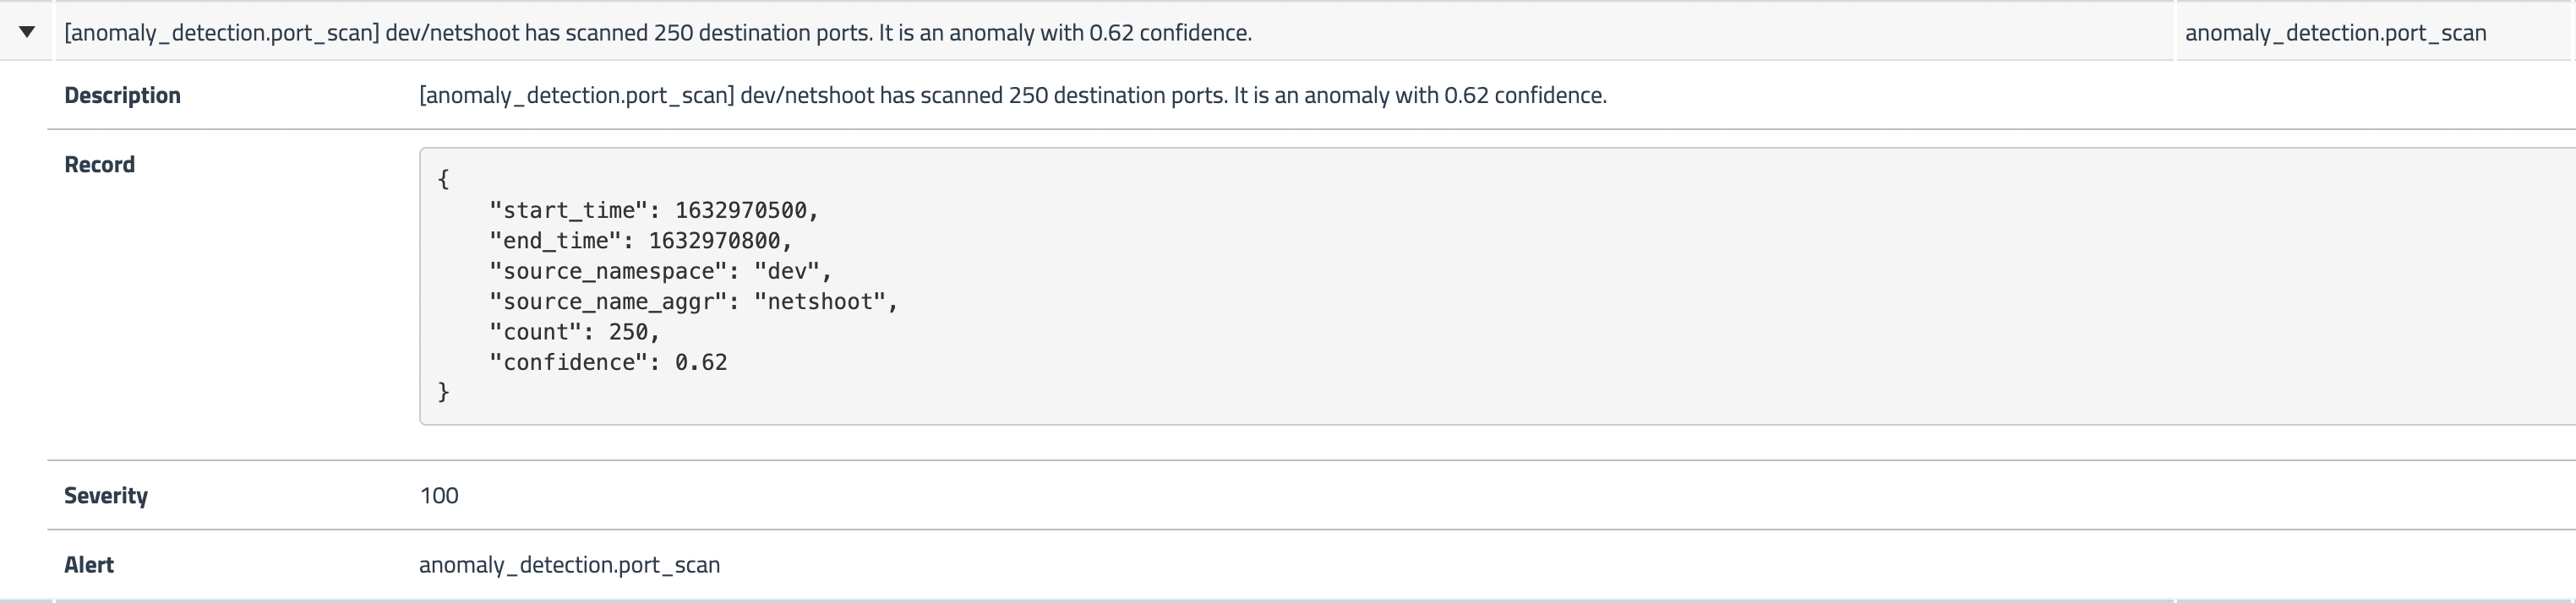 [anomaly_detection.port_scan] dev/netshoot has scanned 250 destination ports. It is an anomaly with 0.62 confidence. anomaly_detection.port_scan
Description [anomaly_detection.port_scan] dev/netshoot has scanned 250 destination ports. It is an anomaly with 0.62 confidence.
Record
{
    "start_time": 1632970500,
    "end_time": 1632970800,
    "source_namespace": "dev",
    "source_name_aggr": "netshoot",
    "count": 250,
    "confidence": 0.62
}
Severity 100
Alert anomaly_detection.port_scan